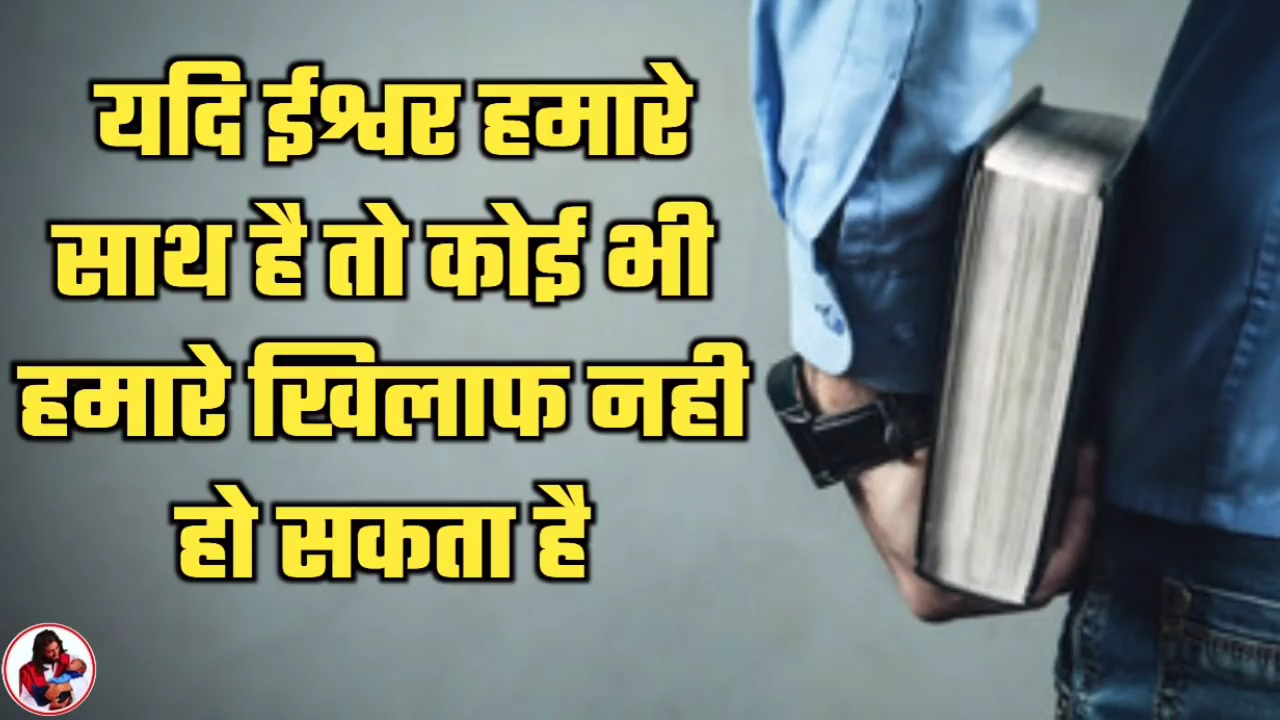 यदि ईश्वर हमारे
साथ है तो कोई भी
हमारे खिलाफ नही
हो सकता है